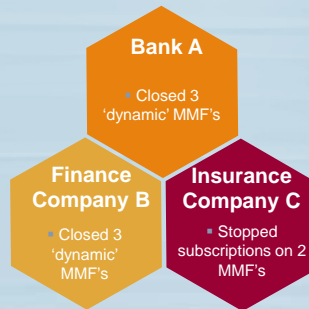 Bank A
▪ Closed 3
‘dynamic’ MMF’s
Finance
Company B
▪ Closed 3
‘dynamic’
MMF’s
Insurance
Company C
▪ Stopped
subscriptions on 2
MMF’s